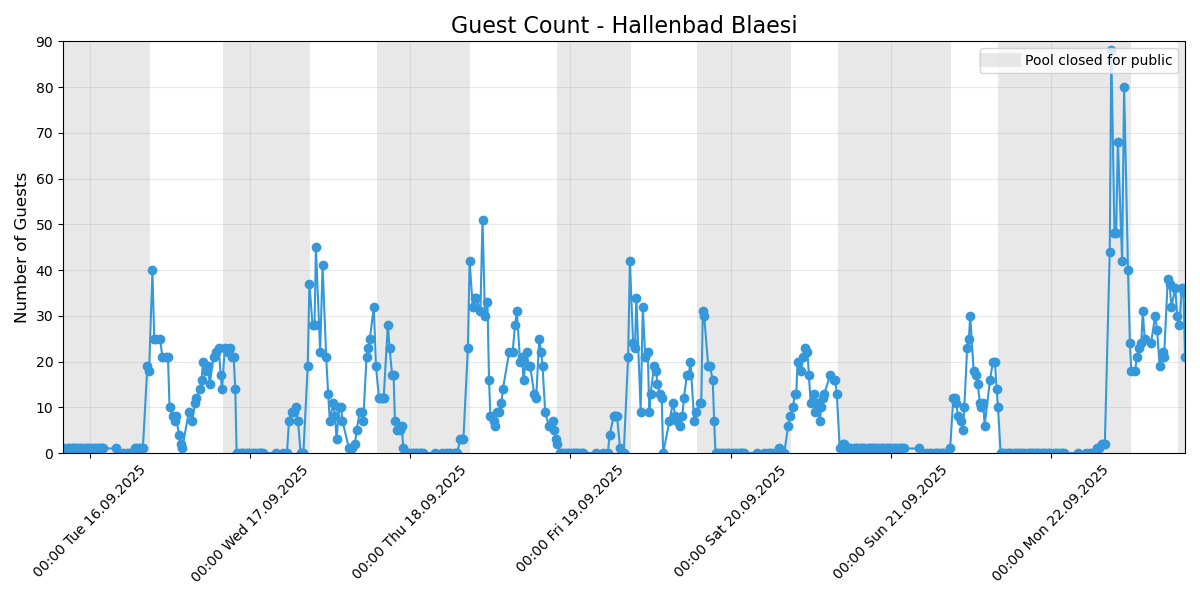 Guest Count - Hallenbad Blaesi
Pool closed for public
Number of Guests
90
80
70
60
50
40
30
20
10
0
00:00 Tue 16.09.2025
00:00 Wed 17.09.2025
00:00 Thu 18.09.2025
00:00 Fri 19.09.2025
00:00 Sat 20.09.2025
00:00 Sun 21.09.2025
00:00 Mon 22.09.2025